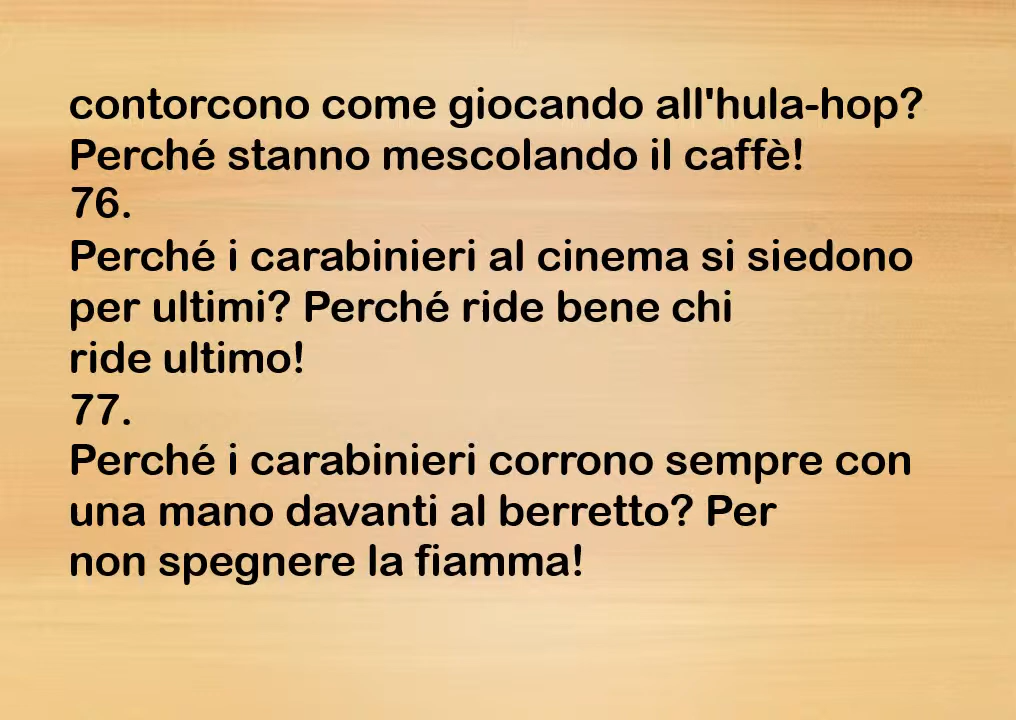 contorcono come giocando all'hula-hop?
Perché stanno mescolando il caffè!
76.
Perché i carabinieri al cinema si siedono
per ultimi? Perché ride bene chi
ride ultimo!
77.
Perché i carabinieri corrono sempre con
una mano davanti al berretto? Per
non spegnere la fiamma!